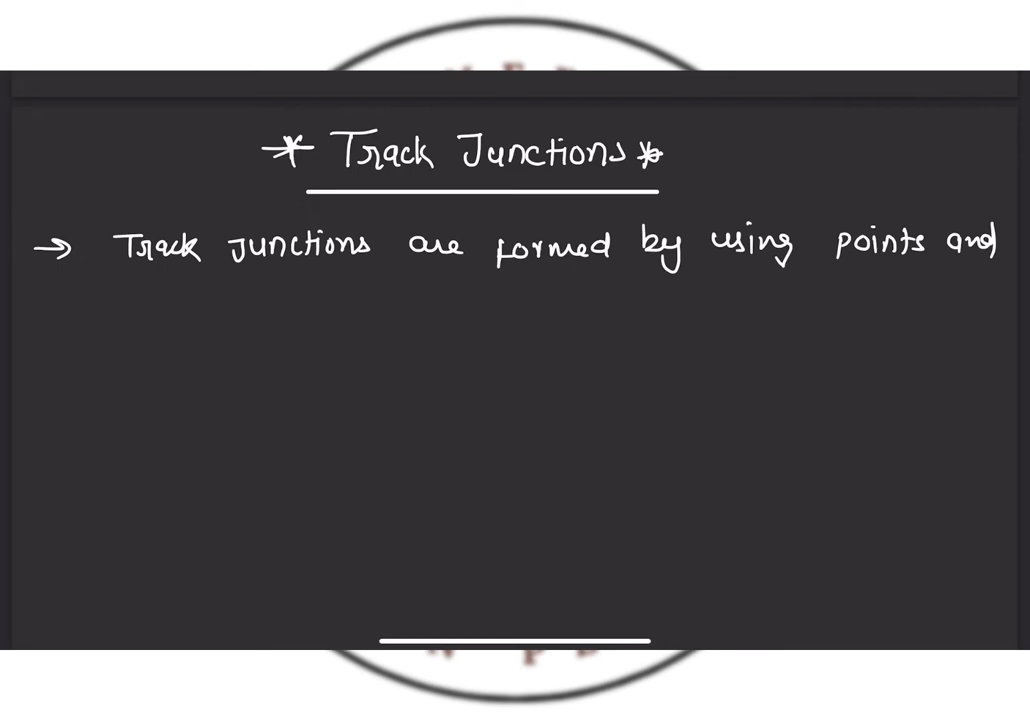 * Track Junctions *
→ Track Junctions are formed by using points and